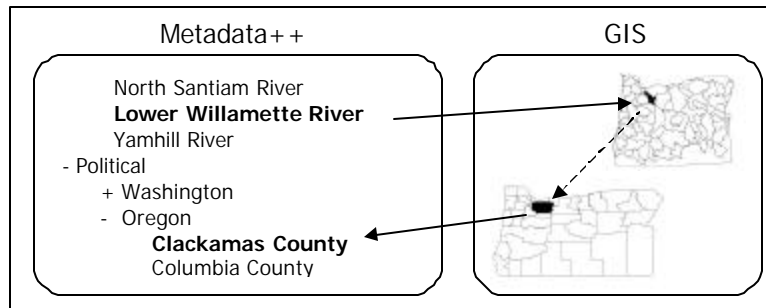 Metadata++
GIS
North Santiam River
Lower Willamette River
Yamhill River
- Political
+ Washington
- Oregon
Clackamas County
Columbia County